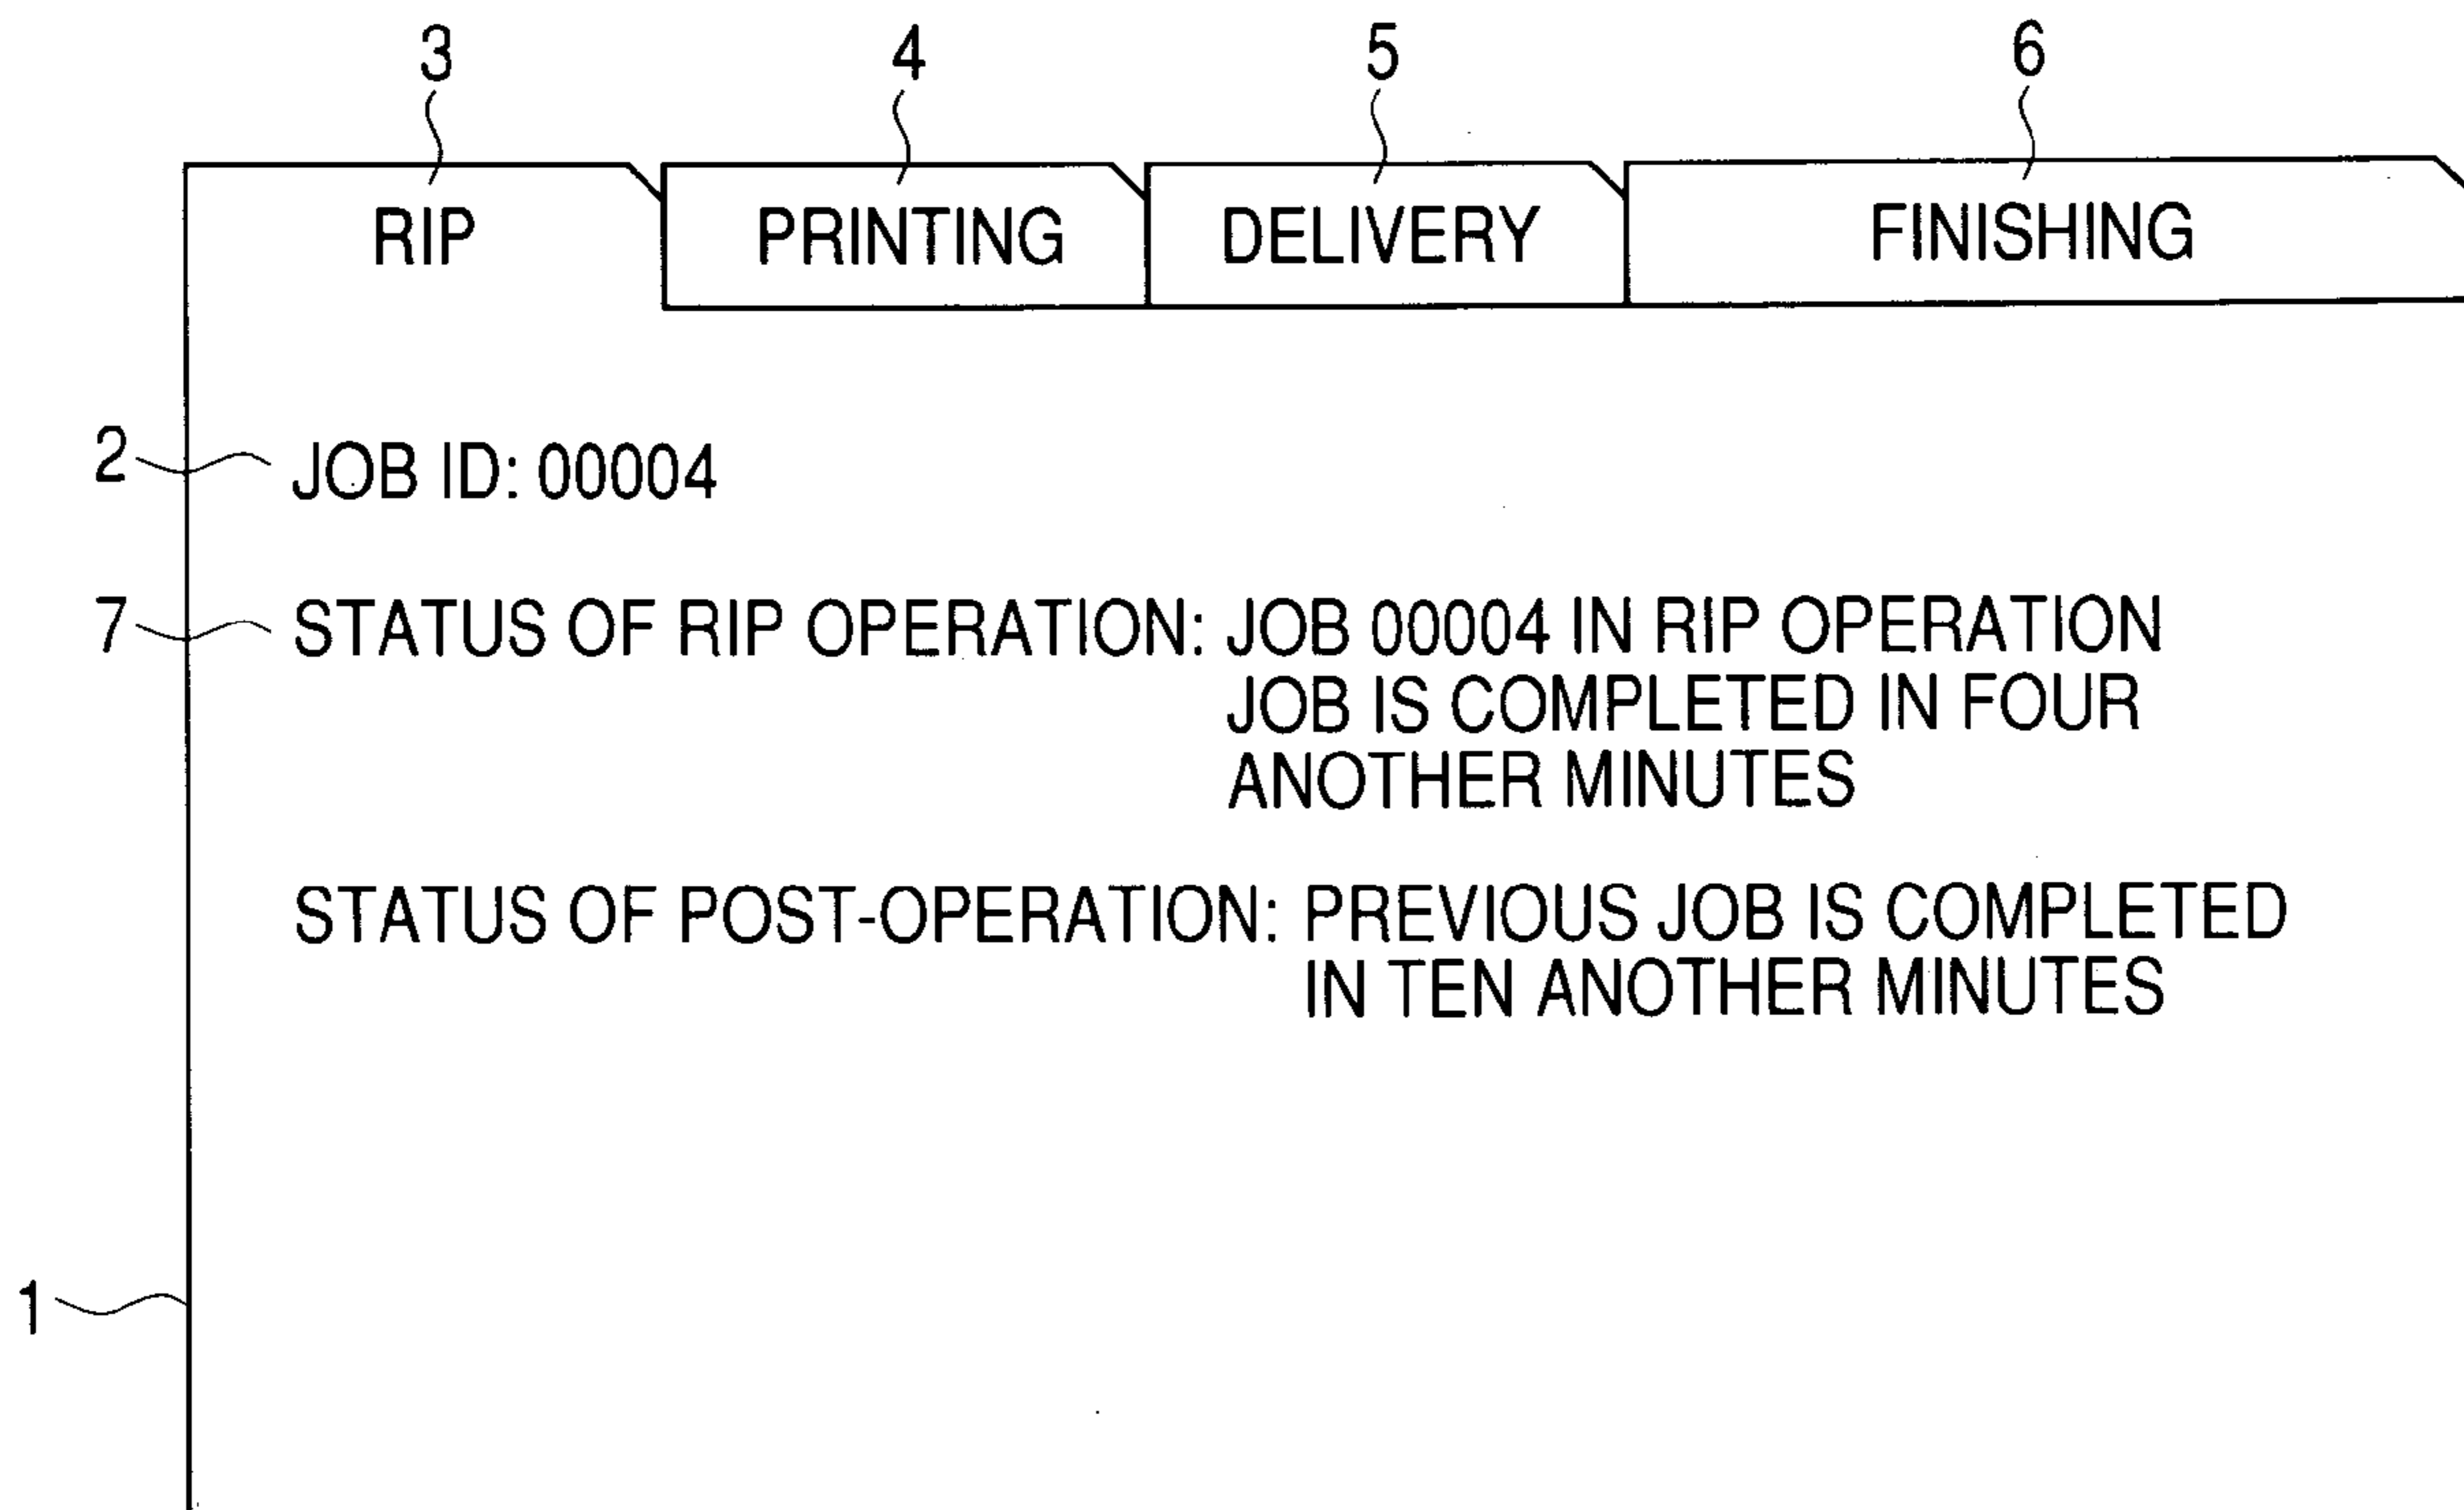 3 4 5 6
RIP PRINTING DELIVERY FINISHING
2 JOB ID: 00004
7 STATUS OF RIP OPERATION: JOB 00004 IN RIP OPERATION
JOB IS COMPLETED IN FOUR
ANOTHER MINUTES
STATUS OF POST-OPERATION: PREVIOUS JOB IS COMPLETED
IN TEN ANOTHER MINUTES
1